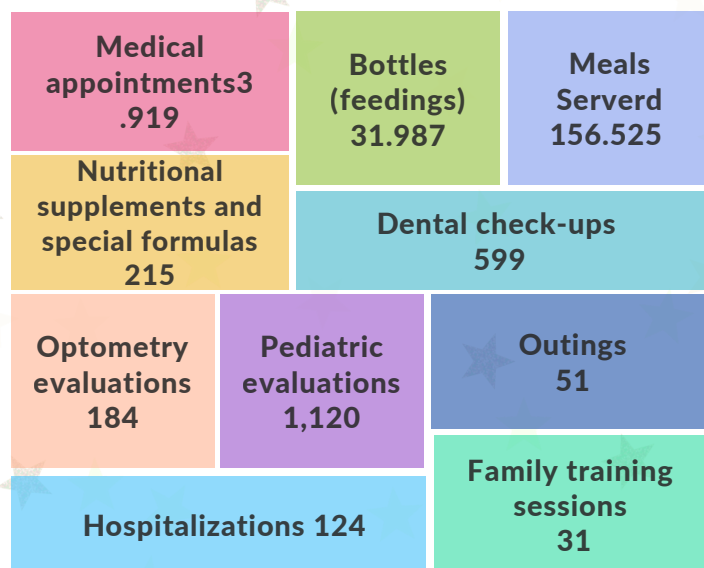 Medical
appointments3
.919
Bottles
(feedings)
31.987
Meals
Serverd
156.525
Nutritional
supplements and
special formulas
215
Dental check-ups
599
Optometry
evaluations
184
Pediatric
evaluations
1,120
Outings
51
Family training
sessions
31
Hospitalizations 124